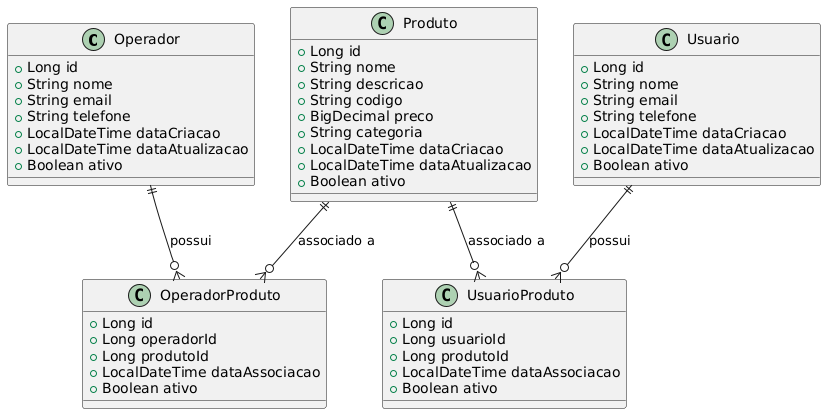 C Operador
Long id
String nome
String email
String telefone
LocalDateTime dataCriacao
LocalDateTime dataAtualizacao
Boolean ativo
C Produto
Long id
String nome
String descricao
String codigo
BigDecimal preco
String categoria
LocalDateTime dataCriacao
LocalDateTime dataAtualizacao
Boolean ativo
C Usuario
Long id
String nome
String email
String telefone
LocalDateTime dataCriacao
LocalDateTime dataAtualizacao
Boolean ativo
possui
associado a
associado a
possui
C OperadorProduto
Long id
Long operadorId
Long produtoId
LocalDateTime dataAssociacao
Boolean ativo
C UsuarioProduto
Long id
Long usuarioId
Long produtoId
LocalDateTime dataAssociacao
Boolean ativo